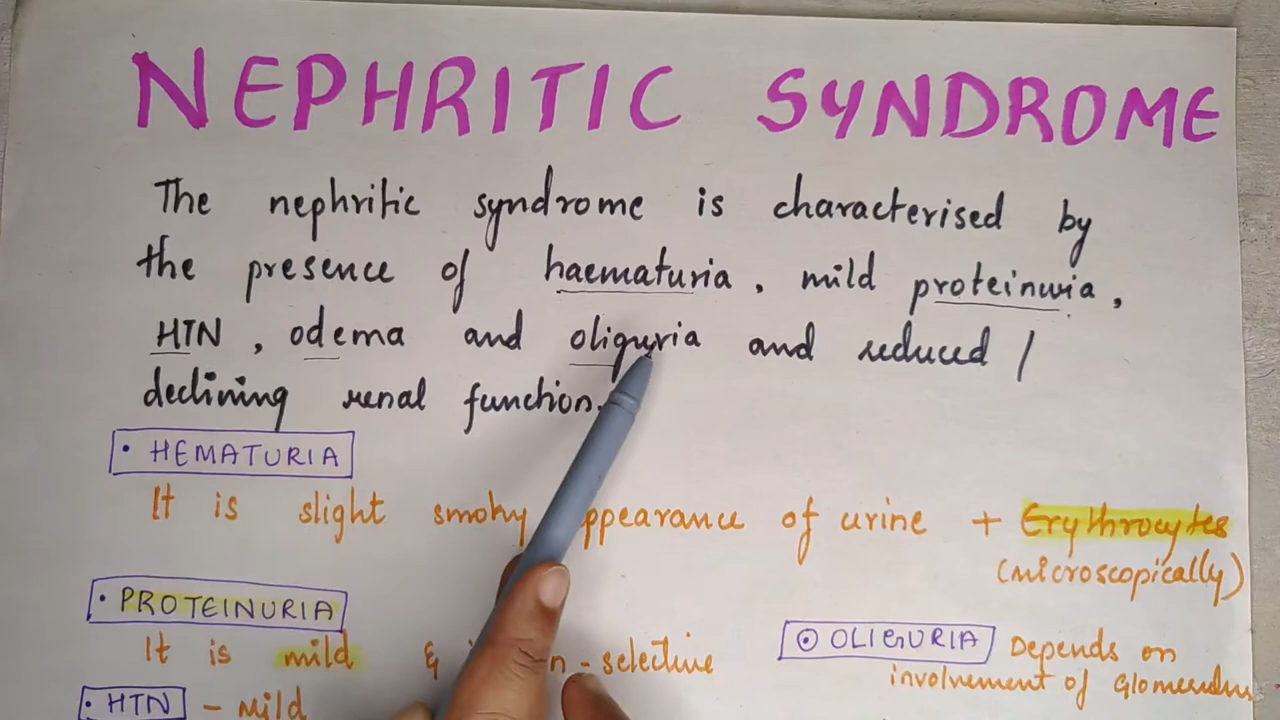 NEPHRITIC SYNDROME
The nephritic syndrome is characterised by
the presence of haematuria, mild proteinuria,
HTN, odema and oliguria and reduced /
declining renal function.
• HEMATURIA
It is slight smoky appearance of urine + Erythrocytes
(microscopically)
• PROTEINURIA
It is mild & non-selective
⊙ OLIGURIA Depends on
involvement of Glomerulus
• HTN - Mild